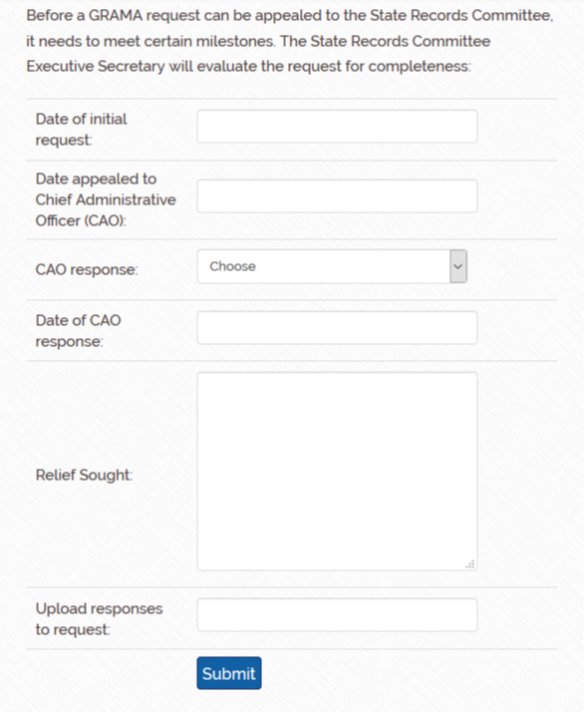 Before a GRAMA request can be appealed to the State Records Committee,
it needs to meet certain milestones. The State Records Committee
Executive Secretary will evaluate the request for completeness:
Date of initial
request:
Date appealed to
Chief Administrative
Officer (CAO):
CAO response:
Choose
Date of CAO
response:
Relief Sought:
Upload responses
to request:
Submit